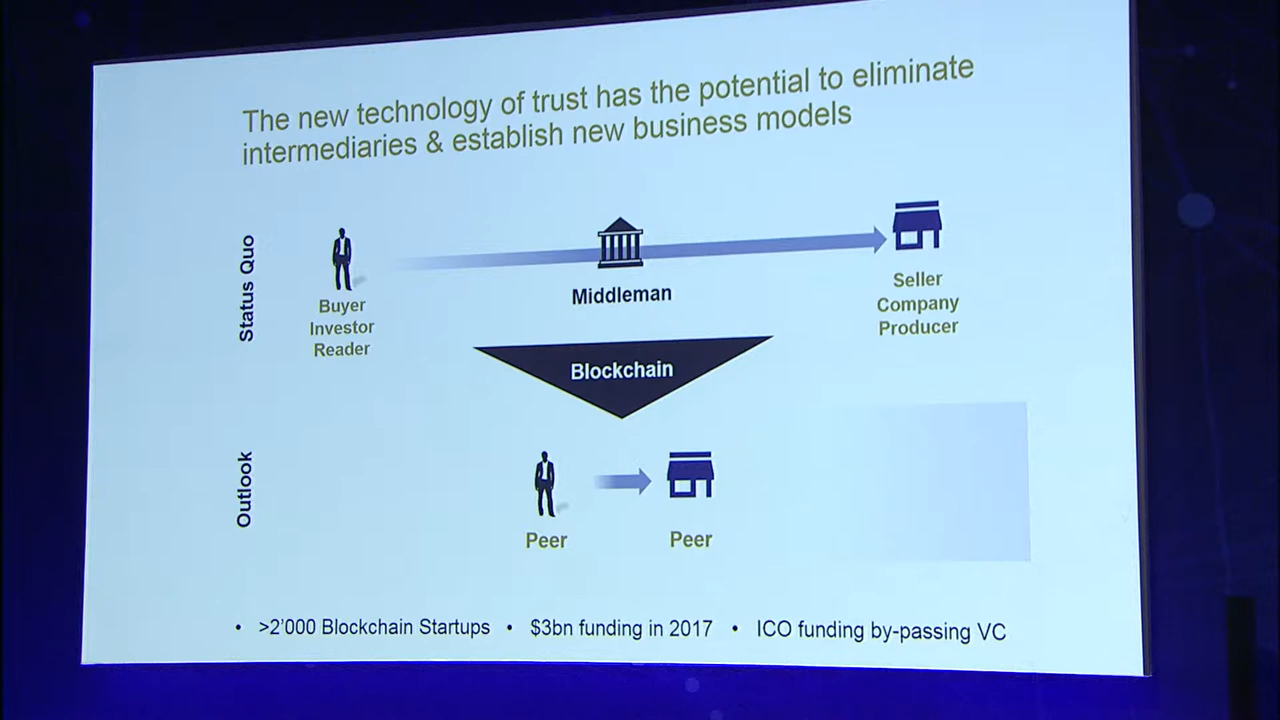 The new technology of trust has the potential to eliminate
intermediaries & establish new business models
Status Quo
Buyer
Investor
Reader
Middleman
Seller
Company
Producer
Blockchain
Outlook
Peer
Peer
• >2'000 Blockchain Startups • $3bn funding in 2017 • ICO funding by-passing VC